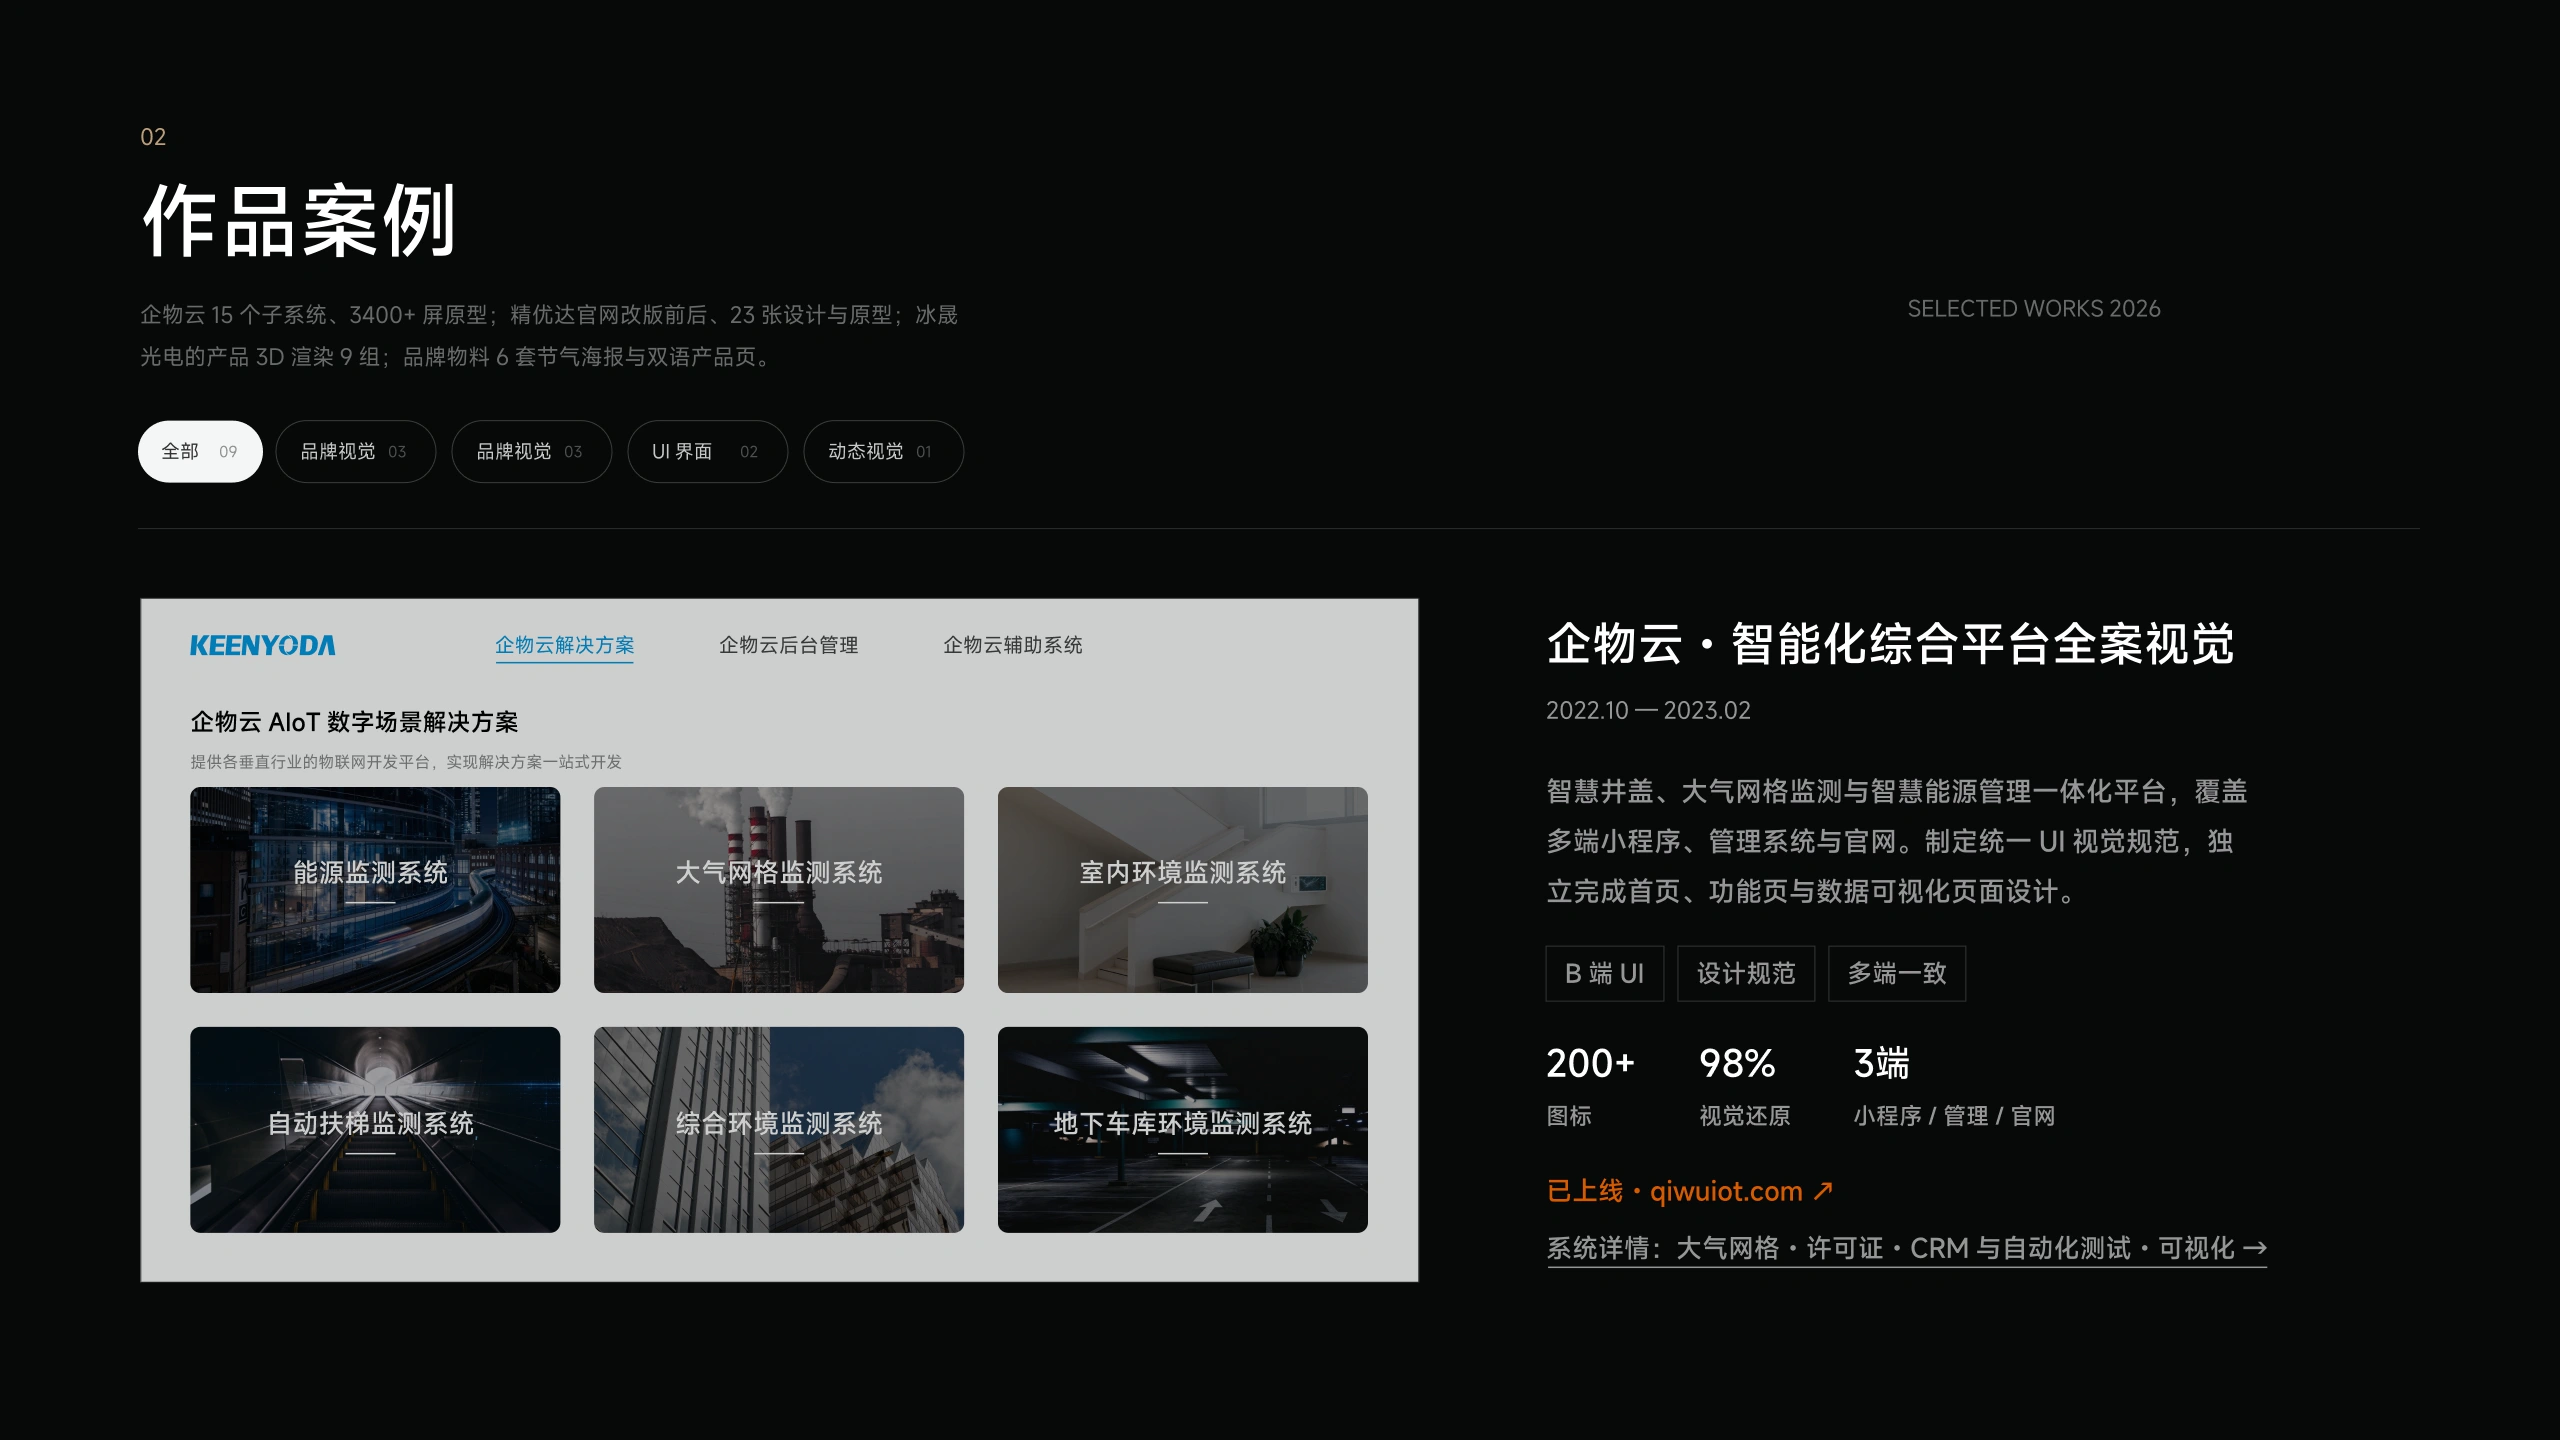 02
作品案例
企物云 15 个子系统、3400+ 屏原型；精优达官网改版前后、23 张设计与原型；冰晟
光电的产品 3D 渲染 9 组；品牌物料 6 套节气海报与双语产品页。
SELECTED WORKS 2026
全部 09 品牌视觉 03 品牌视觉 03 UI 界面 02 动态视觉 01
KEENYODA 企物云解决方案 企物云后台管理 企物云辅助系统
企物云 AIoT 数字场景解决方案
提供各垂直行业的物联网开发平台，实现解决方案一站式开发
能源监测系统 大气网格监测系统 室内环境监测系统
自动扶梯监测系统 综合环境监测系统 地下车库环境监测系统
企物云・智能化综合平台全案视觉
2022.10 — 2023.02
智慧井盖、大气网格监测与智慧能源管理一体化平台，覆盖
多端小程序、管理系统与官网。制定统一 UI 视觉规范，独
立完成首页、功能页与数据可视化页面设计。
B 端 UI 设计规范 多端一致
200+ 98% 3端
图标 视觉还原 小程序 / 管理 / 官网
已上线・qiwuiot.com ↗
系统详情：大气网格・许可证・CRM 与自动化测试・可视化 →